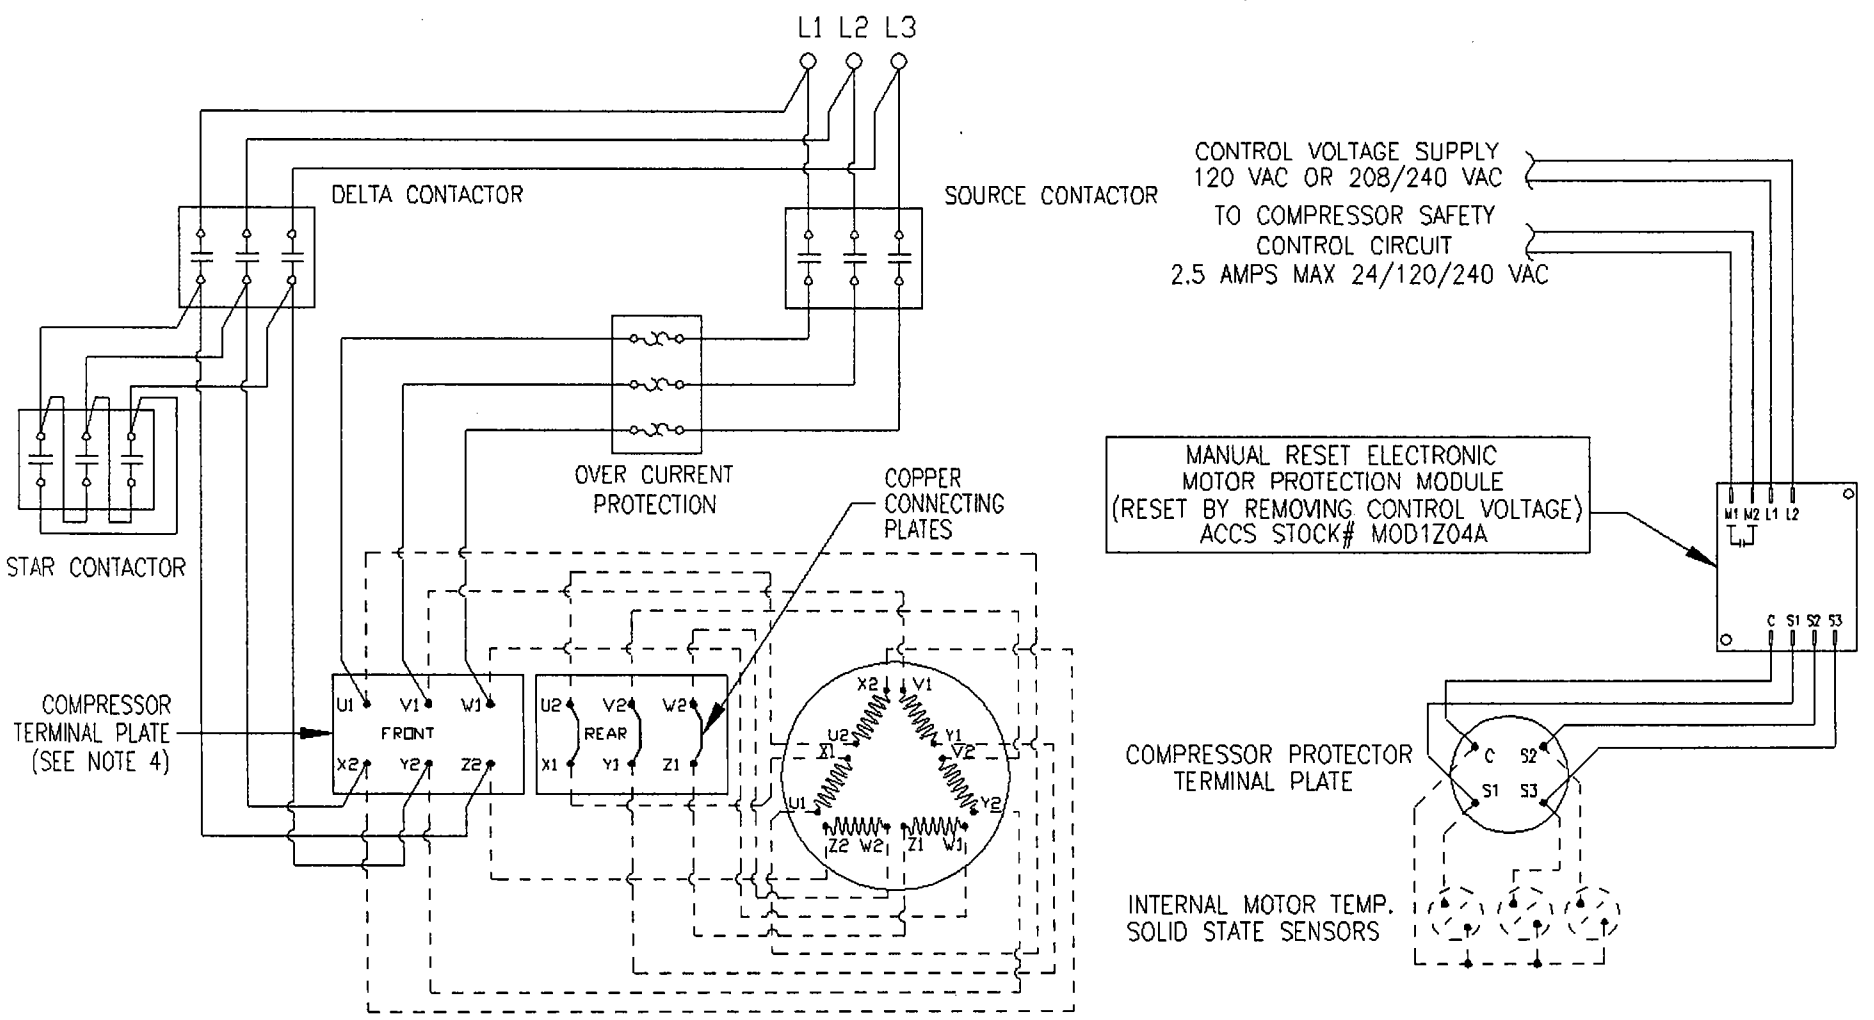 L1 L2 L3
DELTA CONTACTOR
SOURCE CONTACTOR
STAR CONTACTOR
OVER CURRENT
PROTECTION
COPPER
CONNECTING
PLATES
COMPRESSOR
TERMINAL PLATE
(SEE NOTE 4)
U1 V1 W1
FRONT
X2 Y2 Z2
U2 V2 W2
REAR
X1 Y1 Z1
X2 V1
U2 Y1
X1 V2
U1 Y2
Z2 W2 Z1 W1
CONTROL VOLTAGE SUPPLY
120 VAC OR 208/240 VAC
TO COMPRESSOR SAFETY
CONTROL CIRCUIT
2.5 AMPS MAX 24/120/240 VAC
MANUAL RESET ELECTRONIC
MOTOR PROTECTION MODULE
(RESET BY REMOVING CONTROL VOLTAGE)
ACCS STOCK# MOD1Z04A
M1 M2 L1 L2
C S1 S2 S3
COMPRESSOR PROTECTOR
TERMINAL PLATE
C S2
S1 S3
INTERNAL MOTOR TEMP.
SOLID STATE SENSORS